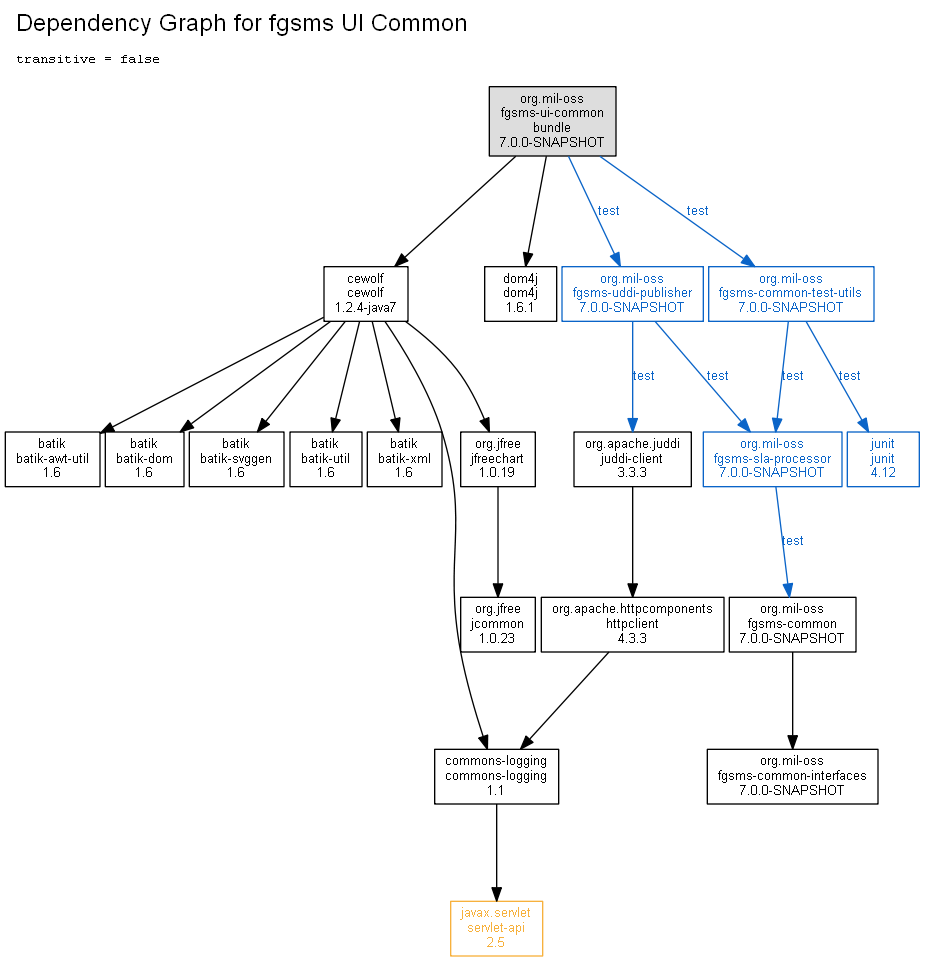 Dependency Graph for fgsms UI Common
transitive = false
org.mil-oss
fgsms-ui-common
bundle
7.0.0-SNAPSHOT
test
test
cewolf
cewolf
1.2.4-java7
dom4j
dom4j
1.6.1
org.mil-oss
fgsms-uddi-publisher
7.0.0-SNAPSHOT
org.mil-oss
fgsms-common-test-utils
7.0.0-SNAPSHOT
test
test
test
test
batik
batik-awt-util
1.6
batik
batik-dom
1.6
batik
batik-svggen
1.6
batik
batik-util
1.6
batik
batik-xml
1.6
org.jfree
jfreechart
1.0.19
org.apache.juddi
juddi-client
3.3.3
org.mil-oss
fgsms-sla-processor
7.0.0-SNAPSHOT
junit
junit
4.12
test
org.jfree
jcommon
1.0.23
org.apache.httpcomponents
httpclient
4.3.3
org.mil-oss
fgsms-common
7.0.0-SNAPSHOT
commons-logging
commons-logging
1.1
org.mil-oss
fgsms-common-interfaces
7.0.0-SNAPSHOT
javax.servlet
servlet-api
2.5